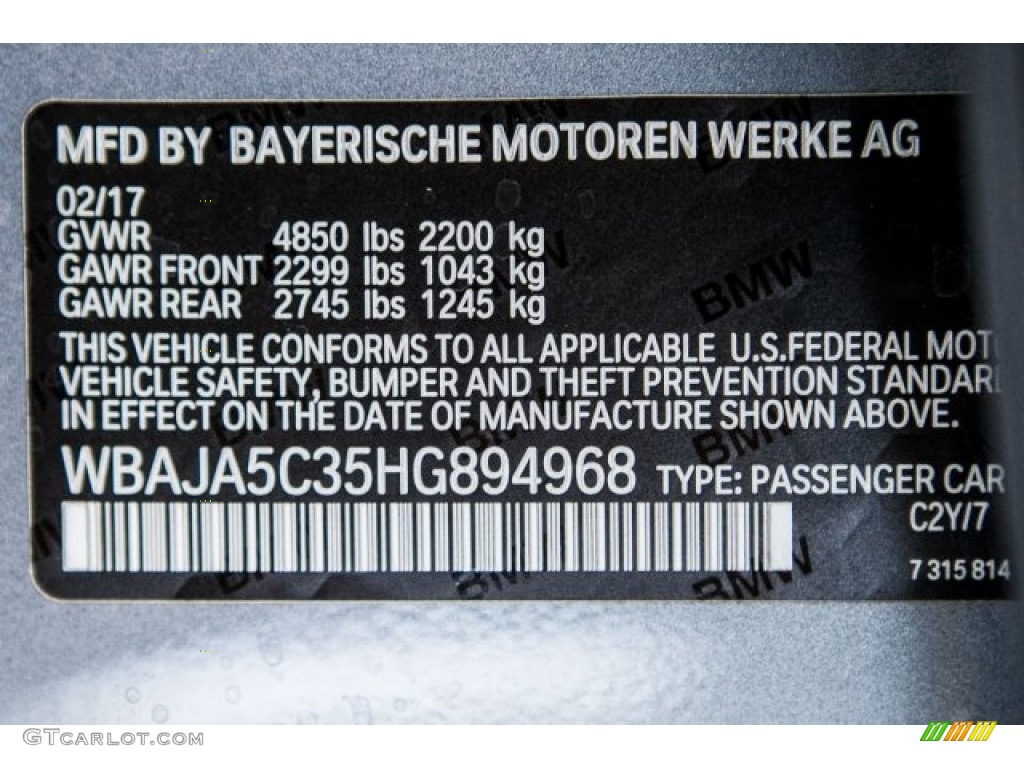 MFD BY BAYERISCHE MOTOREN WERKE AG
02/17
GVWR 4850 lbs 2200 kg
GAWR FRONT 2299 lbs 1043 kg
GAWR REAR 2745 lbs 1245 kg
THIS VEHICLE CONFORMS TO ALL APPLICABLE U.S.FEDERAL MOT
VEHICLE SAFETY, BUMPER AND THEFT PREVENTION STANDAR
IN EFFECT ON THE DATE OF MANUFACTURE SHOWN ABOVE.
WBAJA5C35HG894968 TYPE: PASSENGER CAR
C2Y/7
7 315 814
BMW
BMW
BMW
BMW
BMW
BMW
GTCarLot.com